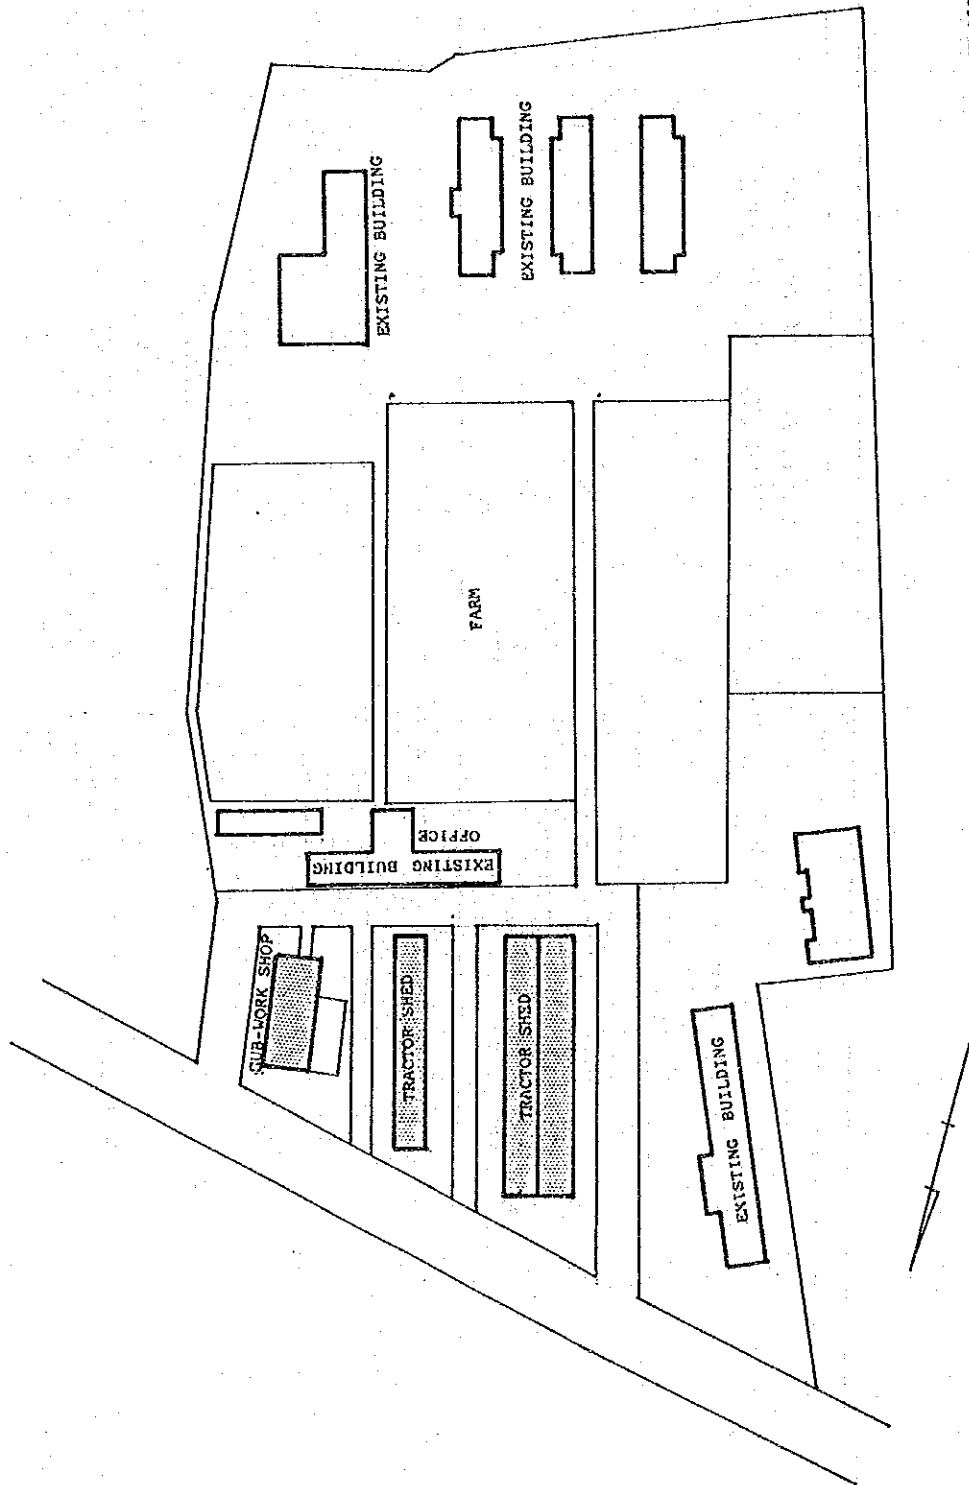 EXISTING BUILDING
EXISTING BUILDING
FARM
OFFICE
EXISTING BUILDING
SUB-WORK SHOP
TRACTOR SHED
TRACTOR SHED
EXISTING BUILDING